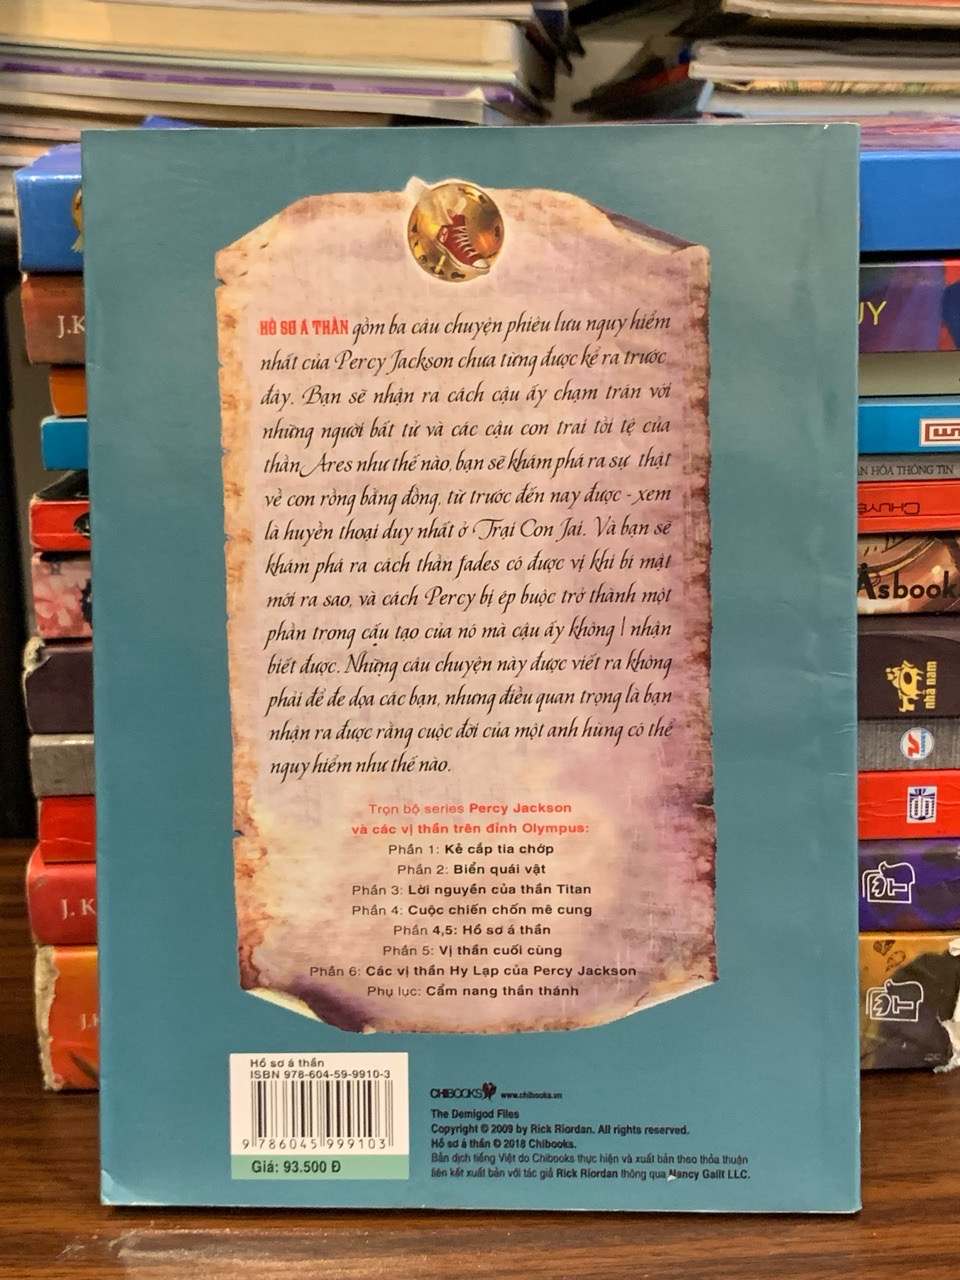 HỒ SƠ Á THẦN gồm ba câu chuyện phiêu lưu nguy hiểm
nhất của Percy Jackson chưa từng được kể ra trước
đây. Bạn sẽ nhận ra cách cậu ấy chạm trán với
những người bất tử và các cậu con trai tồi tệ của
thần Ares như thế nào, bạn sẽ khám phá ra sự thật
về con rồng bằng đồng, từ trước đến nay được - xem
là huyền thoại duy nhất ở Trại Con Lai. Và bạn sẽ
khám phá ra cách thần Hades có được vị khí bí mật
mới ra sao, và cách Percy bị ép buộc trở thành một
phần trong cấu tạo của nó mà cậu ấy không | nhận
biết được. Những câu chuyện này được viết ra không
phải để đe dọa các bạn, nhưng điều quan trọng là bạn
nhận ra được rằng cuộc đời của một anh hùng có thể
nguy hiểm như thế nào.
Trọn bộ series Percy Jackson
và các vị thần trên đỉnh Olympus:
Phần 1: Kẻ cắp tia chớp
Phần 2: Biển quái vật
Phần 3: Lời nguyền của thần Titan
Phần 4: Cuộc chiến chốn mê cung
Phần 4,5: Hồ sơ á thần
Phần 5: Vị thần cuối cùng
Phần 6: Các vị thần Hy Lạp của Percy Jackson
Phụ lục: Cẩm nang thần thánh
Hồ sơ á thần
ISBN 978-604-59-9910-3
9 786045 999103
Giá: 93.500 Đ
CHIBOOKS www.chibooks.vn
The Demigod Files
Copyright © 2009 by Rick Riordan. All rights reserved.
Hồ sơ á thần © 2018 Chibooks.
Bản dịch tiếng Việt do Chibooks thực hiện và xuất bản theo thỏa thuận
liên kết xuất bản với tác giả Rick Riordan thông qua Nancy Gallt LLC.
J.K
J. K
J.K
UY
ĂN HÓA THÔNG TIN
CHUYỆ
Asbook
nhã nam